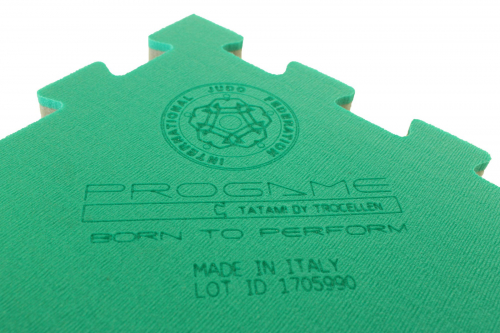 INTERNATIONAL JUDO FEDERATION
PROGAME
TATAMI BY TROCELLEN
BORN TO PERFORM
MADE IN ITALY
LOT ID 1705990